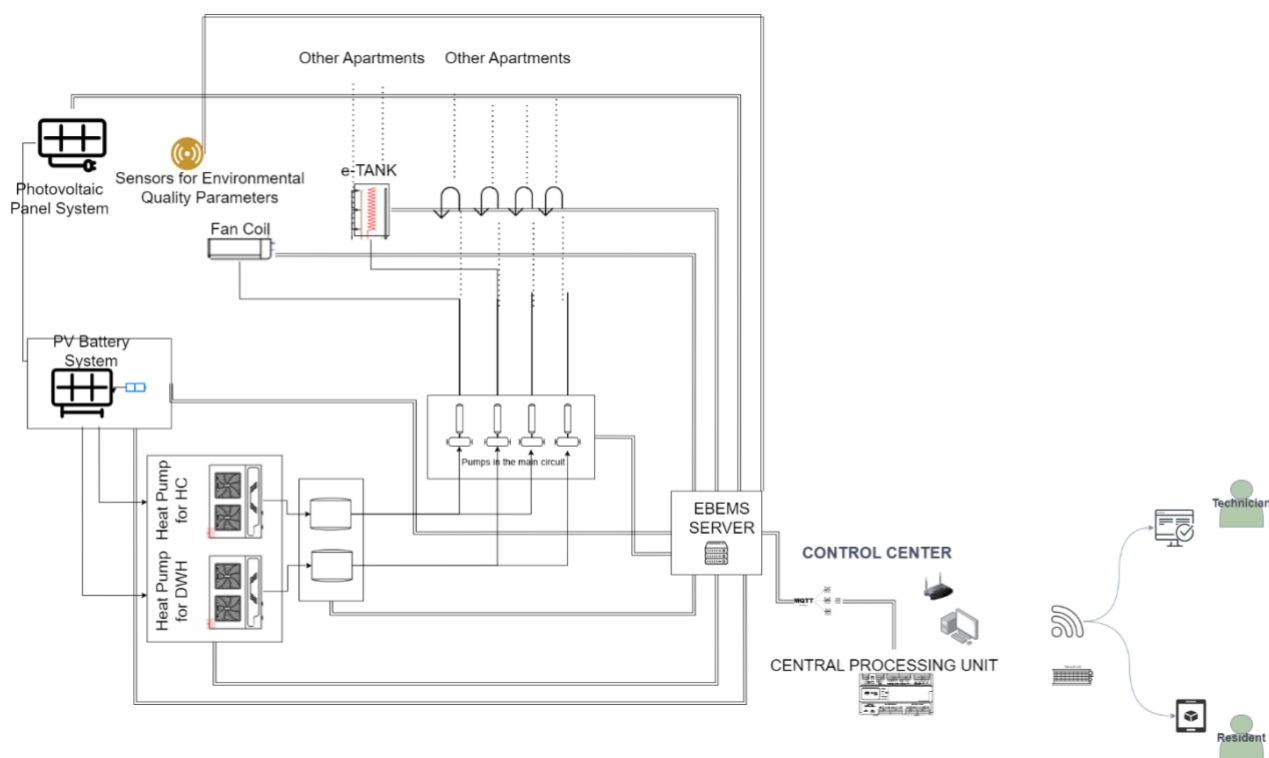 Other Apartments
Other Apartments
e-TANK
Photovoltaic
Panel System
Sensors for Environmental
Quality Parameters
Fan Coil
PV Battery
System
Pumps in the main circuit
Heat Pump
for HC
Heat Pump
for DWH
EBEMS
SERVER
CONTROL CENTER
MQTT
CENTRAL PROCESSING UNIT
Technician
Resident